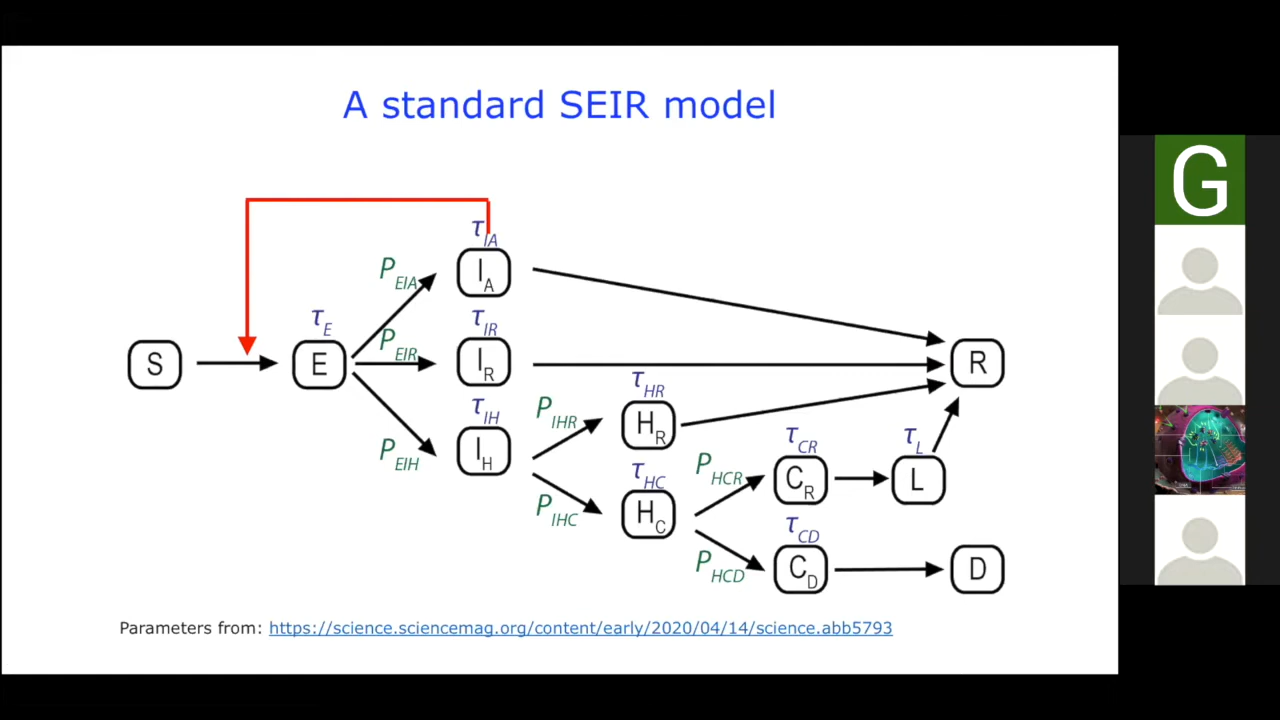 A standard SEIR model
G
τIA
PEIA
IA
τE
PEIR
τIR
S
E
IR
R
τHR
τIH
PIHR
HR
PEIH
IH
τCR
τL
PHCR
τHC
CR
L
PIHC
HC
τCD
PHCD
CD
D
Parameters from: https://science.sciencemag.org/content/early/2020/04/14/science.abb5793